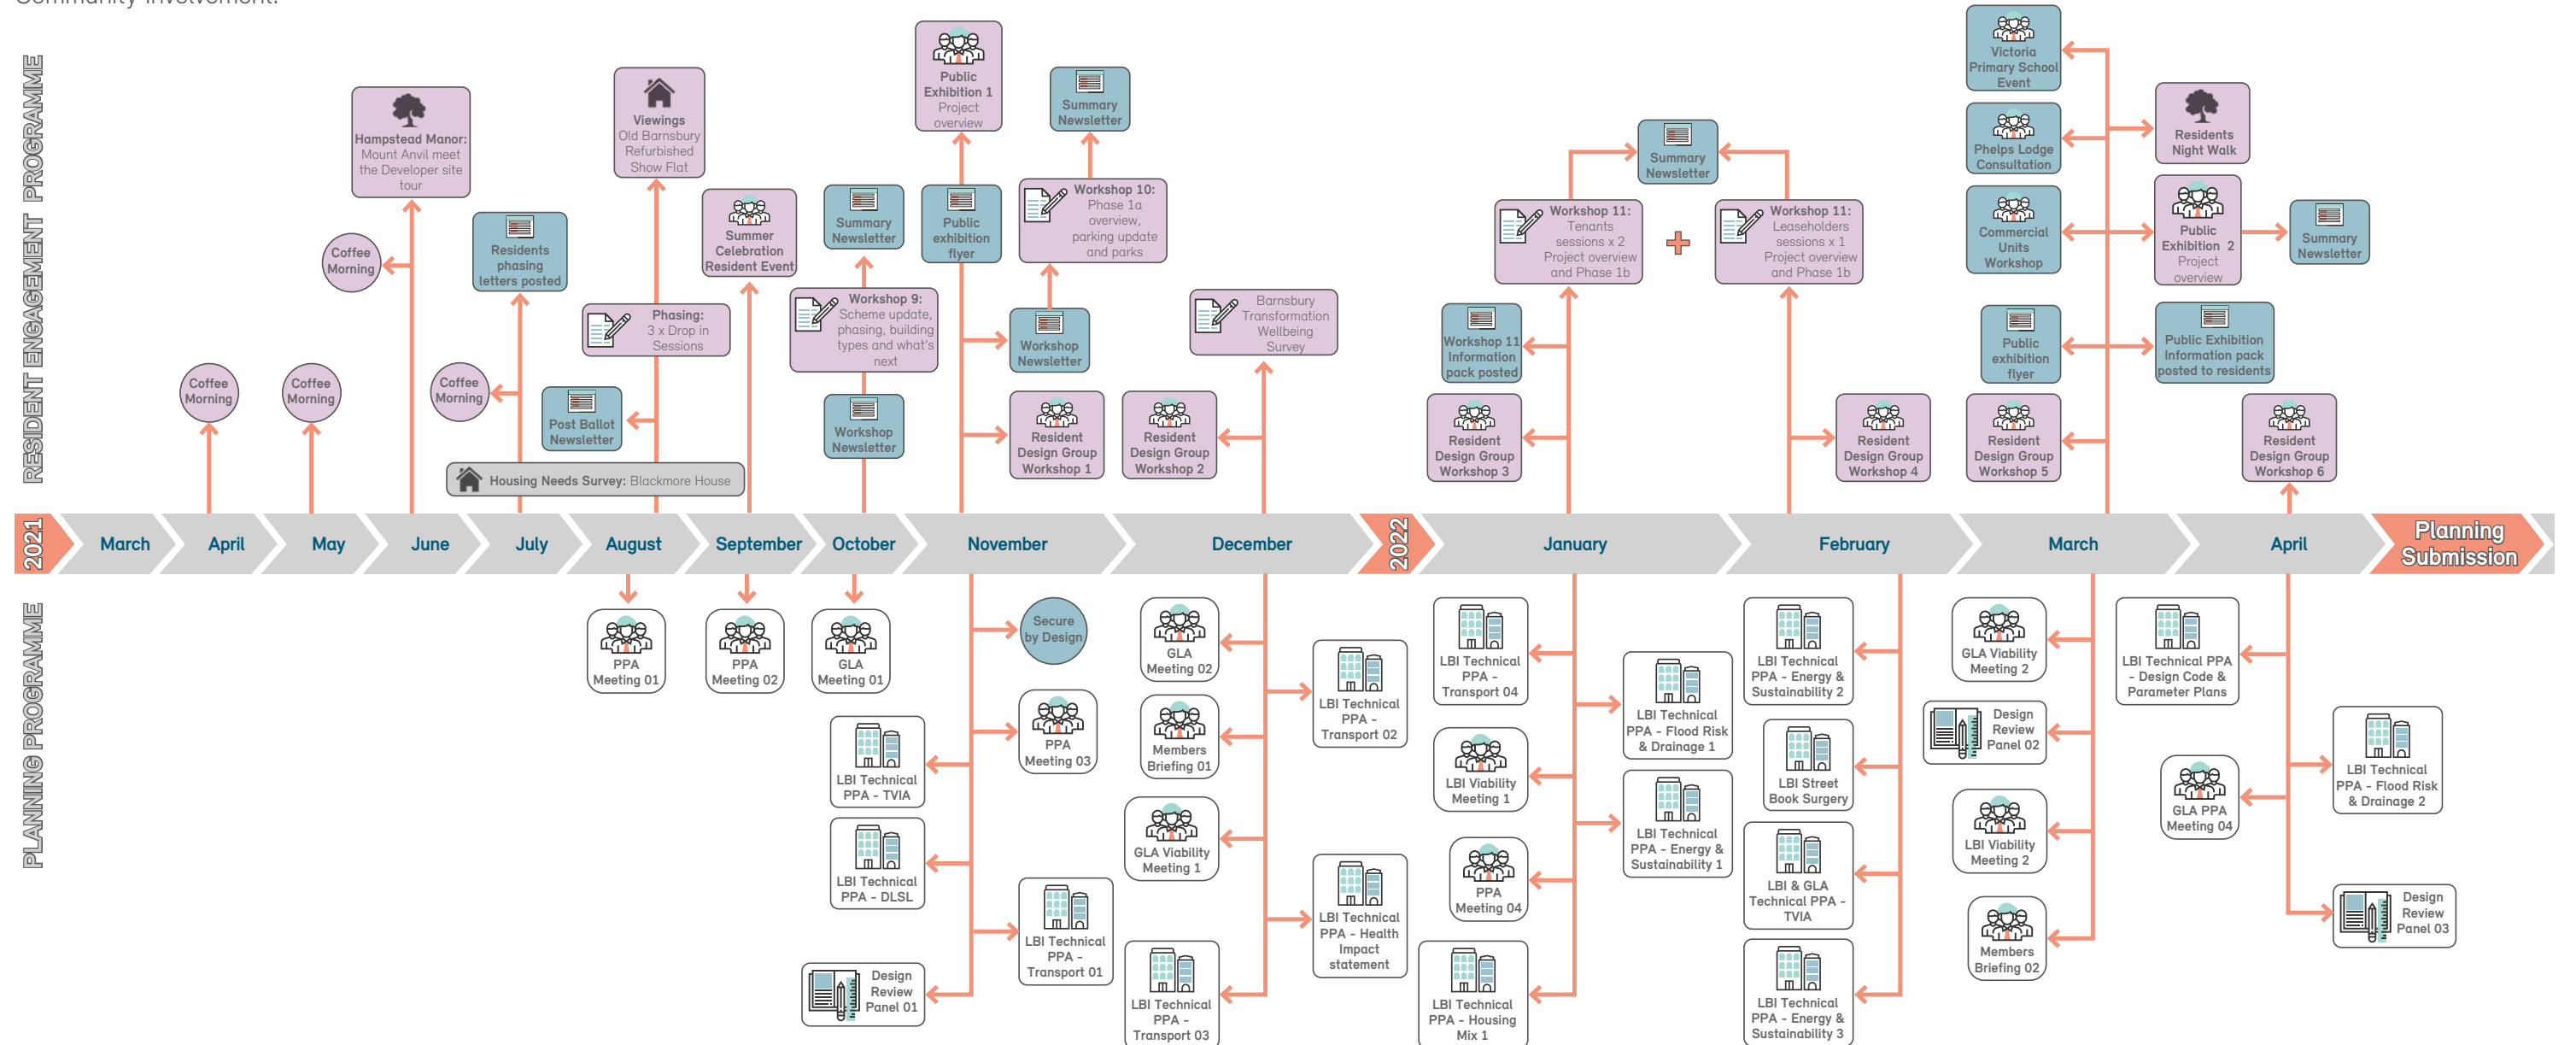 Community Involvement.
RESIDENT ENGAGEMENT PROGRAMME
Coffee
Morning
Coffee
Morning
Hampstead Manor:
Mount Anvil meet
the Developer site
tour
Coffee
Morning
Residents
phasing
letters posted
Coffee
Morning
Viewings
Old Barnsbury
Refurbished
Show Flat
Phasing:
3 x Drop in
Sessions
Post Ballot
Newsletter
Housing Needs Survey: Blackmore House
Summer
Celebration
Resident Event
Summary
Newsletter
Workshop 9:
Scheme update,
phasing, building
types and what's
next
Workshop
Newsletter
Public
Exhibition 1
Project
overview
Public
exhibition
flyer
Summary
Newsletter
Workshop 10:
Phase 1a
overview,
parking update
and parks
Workshop
Newsletter
Resident
Design Group
Workshop 1
Resident
Design Group
Workshop 2
Barnsbury
Transformation
Wellbeing
Survey
Summary
Newsletter
Workshop 11:
Tenants
sessions x 2
Project overview
and Phase 1b
Workshop 11:
Leaseholders
sessions x 1
Project overview
and Phase 1b
Workshop 11
Information
pack posted
Resident
Design Group
Workshop 3
Resident
Design Group
Workshop 4
Victoria
Primary School
Event
Phelps Lodge
Consultation
Commercial
Units
Workshop
Public
exhibition
flyer
Resident
Design Group
Workshop 5
Residents
Night Walk
Public
Exhibition 2
Project
overview
Summary
Newsletter
Public Exhibition
Information pack
posted to residents
Resident
Design Group
Workshop 6
2021
March
April
May
June
July
August
September
October
November
December
2022
January
February
March
April
Planning
Submission
PLANNING PROGRAMME
PPA
Meeting 01
PPA
Meeting 02
GLA
Meeting 01
Secure
by Design
PPA
Meeting 03
LBI Technical
PPA - TVIA
LBI Technical
PPA - DLSL
LBI Technical
PPA -
Transport 01
Design
Review
Panel 01
GLA
Meeting 02
LBI Technical
PPA -
Transport 02
Members
Briefing 01
GLA Viability
Meeting 1
LBI Technical
PPA - Health
Impact
statement
LBI Technical
PPA -
Transport 03
LBI Technical
PPA -
Transport 04
LBI Technical
PPA - Flood Risk
& Drainage 1
LBI Viability
Meeting 1
LBI Technical
PPA - Energy &
Sustainability 1
PPA
Meeting 04
LBI Technical
PPA - Housing
Mix 1
LBI Technical
PPA - Energy &
Sustainability 2
LBI Street
Book Surgery
LBI & GLA
Technical PPA -
TVIA
LBI Technical
PPA - Energy &
Sustainability 3
GLA Viability
Meeting 2
Design
Review
Panel 02
LBI Viability
Meeting 2
Members
Briefing 02
LBI Technical PPA
- Design Code &
Parameter Plans
LBI Technical
PPA - Flood Risk
& Drainage 2
GLA PPA
Meeting 04
Design
Review
Panel 03